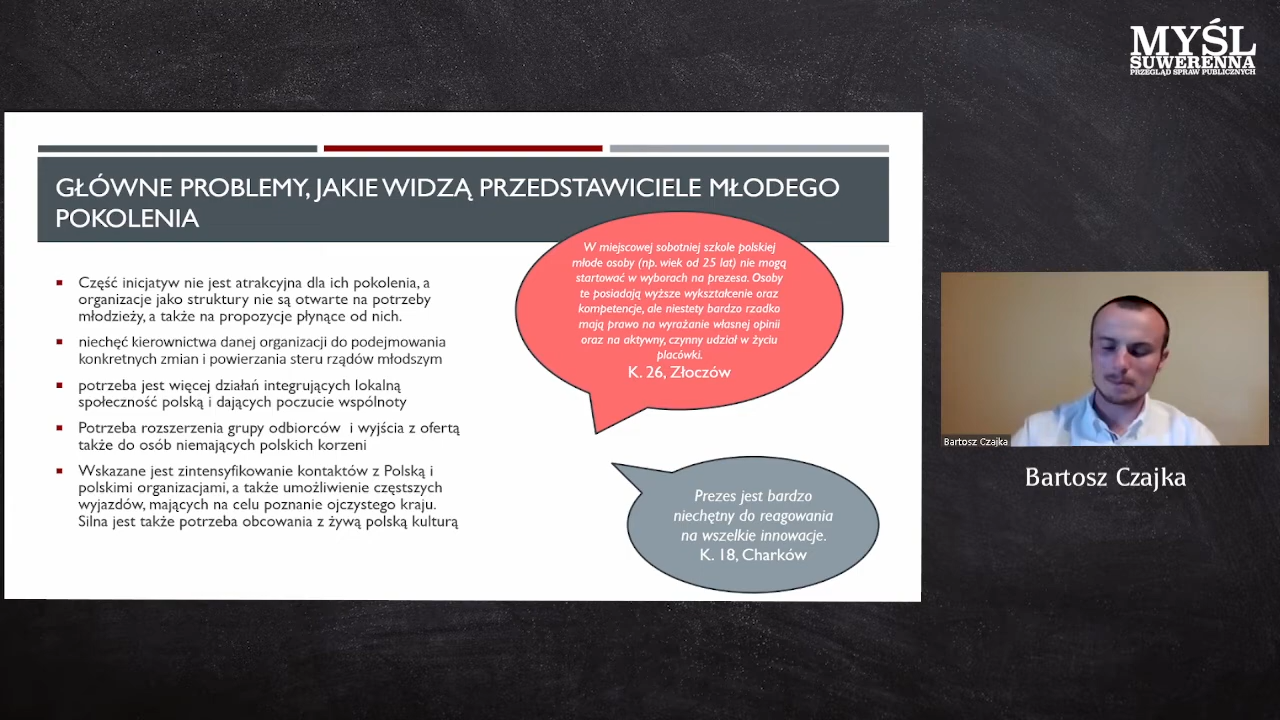 MYŚL
SUWERENNA
PRZEGLĄD SPRAW PUBLICZNYCH
GŁÓWNE PROBLEMY, JAKIE WIDZĄ PRZEDSTAWICIELE MŁODEGO
POKOLENIA
Część inicjatyw nie jest atrakcyjna dla ich pokolenia, a
organizacje jako struktury nie są otwarte na potrzeby
młodzieży, a także na propozycje płynące od nich.
niechęć kierownictwa danej organizacji do podejmowania
konkretnych zmian i powierzania steru rządów młodszym
potrzeba jest więcej działań integrujących lokalną
społeczność polską i dających poczucie wspólnoty
Potrzeba rozszerzenia grupy odbiorców i wyjścia z ofertą
także do osób niemających polskich korzeni
Wskazane jest zintensyfikowanie kontaktów z Polską i
polskimi organizacjami, a także umożliwienie częstszych
wyjazdów, mających na celu poznanie ojczystego kraju.
Silna jest także potrzeba obcowania z żywą polską kulturą
W miejscowej sobotniej szkole polskiej
młode osoby (np. wiek od 25 lat) nie mogą
startować w wyborach na prezesa. Osoby
te posiadają wyższe wykształcenie oraz
kompetencje, ale niestety bardzo rzadko
mają prawo na wyrażanie własnej opinii
oraz na aktywny, czynny udział w życiu
placówki.
K. 26, Złoczów
Prezes jest bardzo
niechętny do reagowania
na wszelkie innowacje.
K. 18, Charków
Bartosz Czajka
Bartosz Czajka